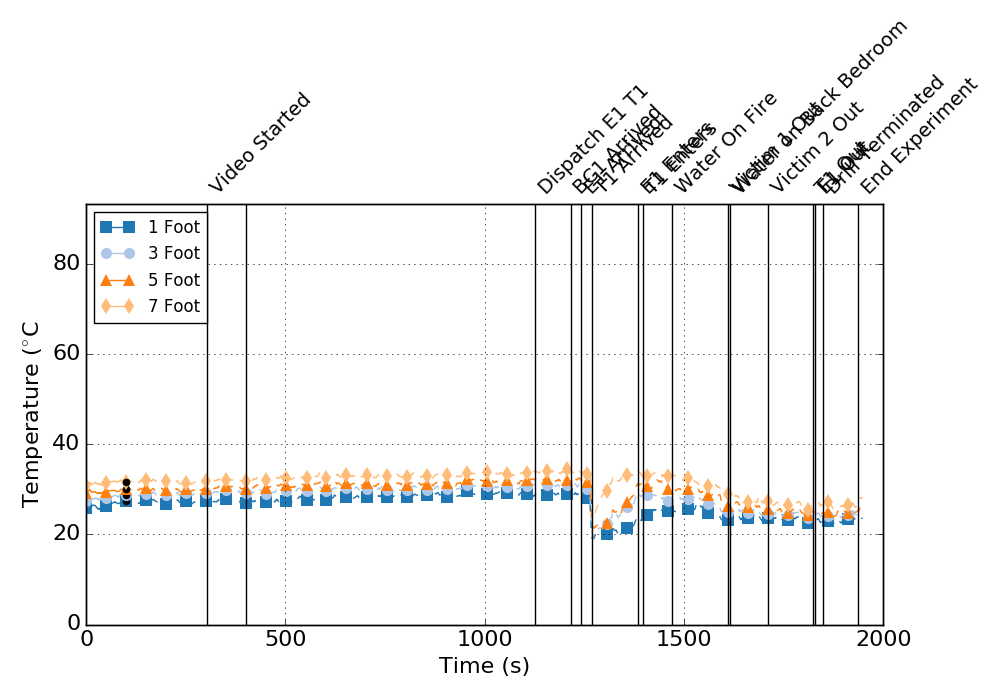 Video Started
Dispatch E1 T1
BC1 Arrived
E1 Arrived
T1 Arrived
E1 Enters
T1 Enters
Water On Fire
Victim 1 Out
Water on Back Bedroom
Victim 2 Out
T1 Out
E1 Out
Drill Terminated
End Experiment
1 Foot
3 Foot
5 Foot
7 Foot
80
60
40
20
0
Temperature (°C
0
500
1000
1500
2000
Time (s)